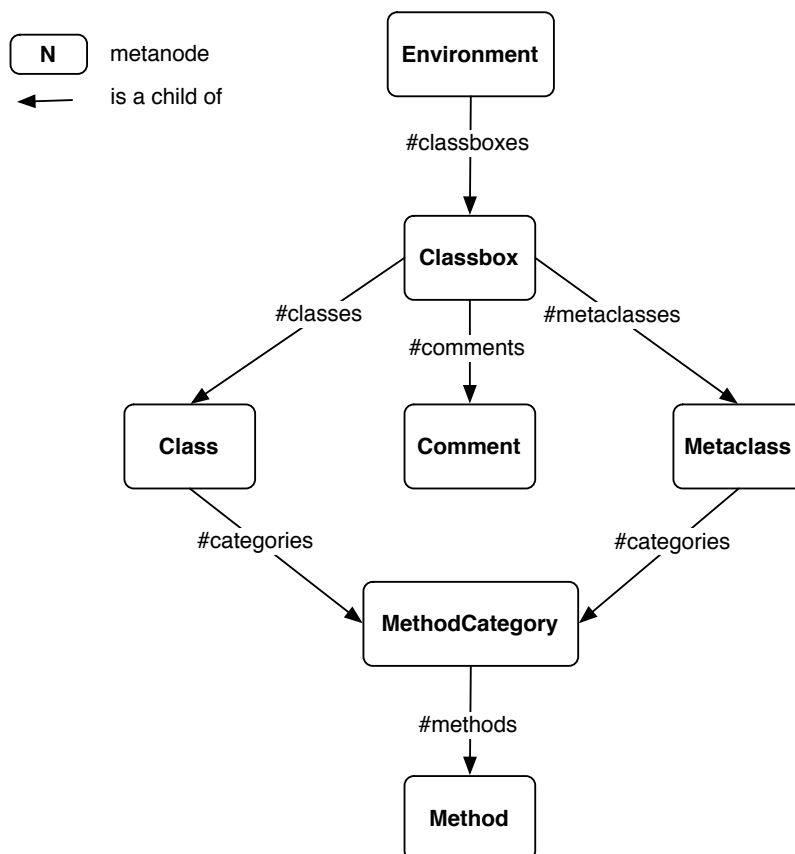 N
metanode
is a child of
Environment
#classboxes
Classbox
#classes
#comments
#metaclasses
Class
Comment
Metaclass
#categories
#categories
MethodCategory
#methods
Method